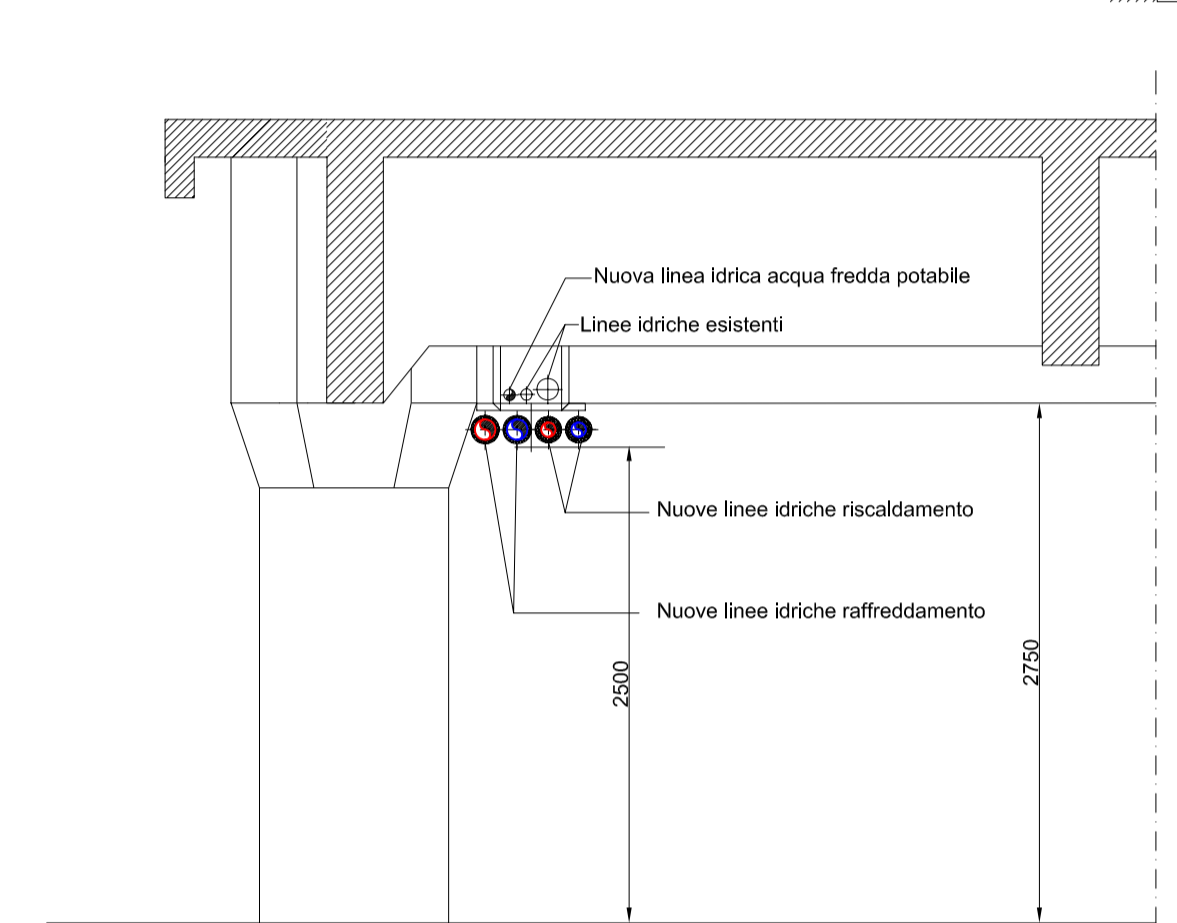 Nuova linea idrica acqua fredda potabile
Linee idriche esistenti
Nuove linee idriche riscaldamento
Nuove linee idriche raffreddamento
2500
2750